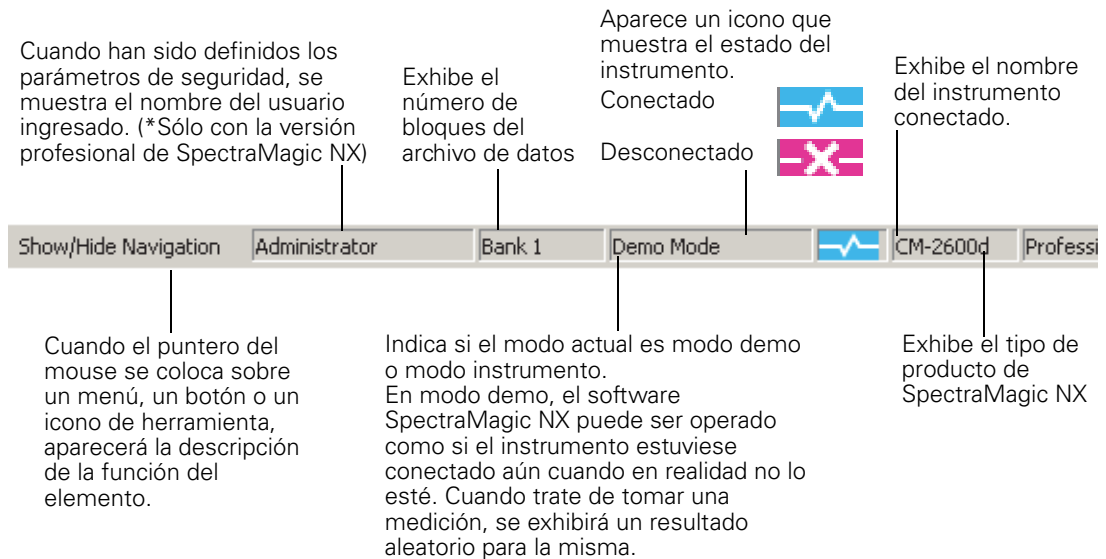 Cuando han sido definidos los
parámetros de seguridad, se
muestra el nombre del usuario
ingresado. (*Sólo con la versión
profesional de SpectraMagic NX)
Exhibe el
número de
bloques del
archivo de datos
Aparece un icono que
muestra el estado del
instrumento.
Conectado
Desconectado
Exhibe el nombre
del instrumento
conectado.
Show/Hide Navigation
Administrator
Bank 1
Demo Mode
CM-2600d
Professi
Cuando el puntero del
mouse se coloca sobre
un menú, un botón o un
icono de herramienta,
aparecerá la descripción
de la función del
elemento.
Indica si el modo actual es modo demo
o modo instrumento.
En modo demo, el software
SpectraMagic NX puede ser operado
como si el instrumento estuviese
conectado aún cuando en realidad no lo
esté. Cuando trate de tomar una
medición, se exhibirá un resultado
aleatorio para la misma.
Exhibe el tipo de
producto de
SpectraMagic NX